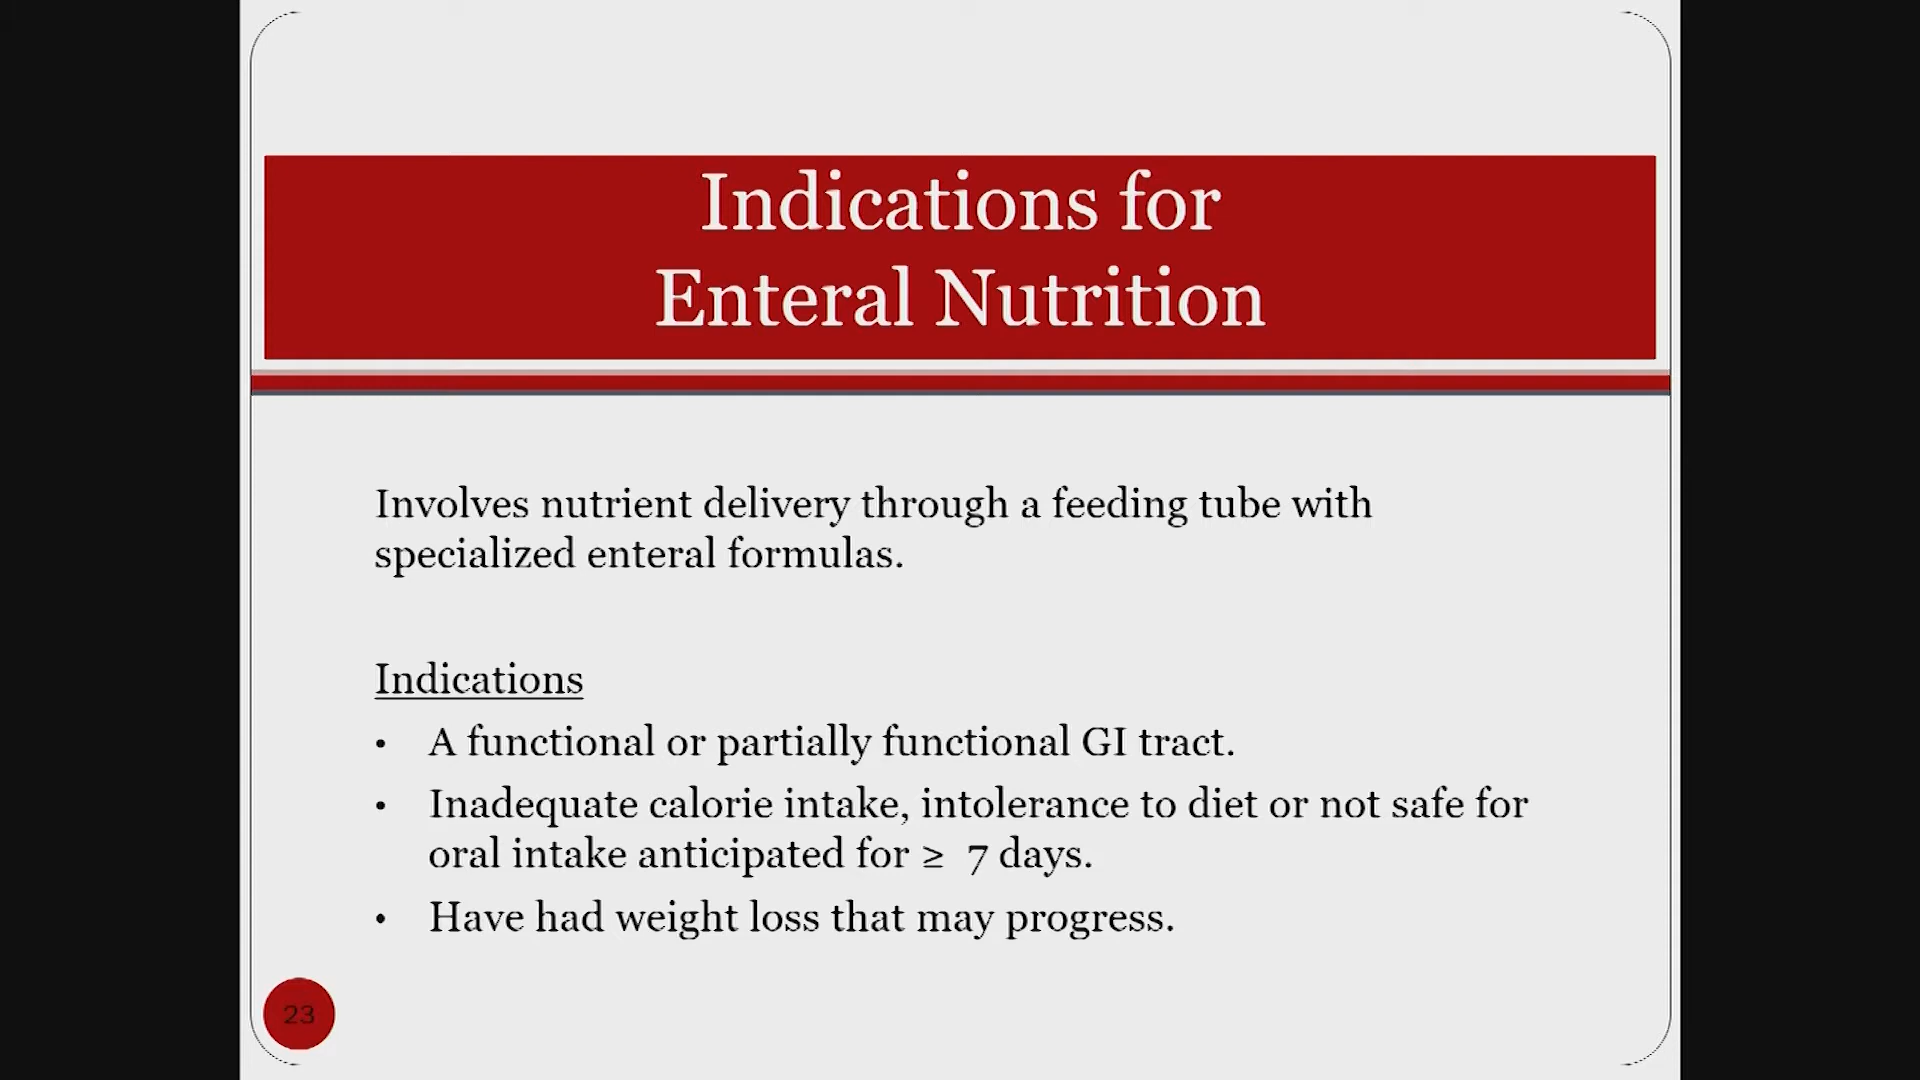 Indications for
Enteral Nutrition
Involves nutrient delivery through a feeding tube with
specialized enteral formulas.
Indications
• A functional or partially functional GI tract.
• Inadequate calorie intake, intolerance to diet or not safe for
oral intake anticipated for ≥ 7 days.
• Have had weight loss that may progress.
23